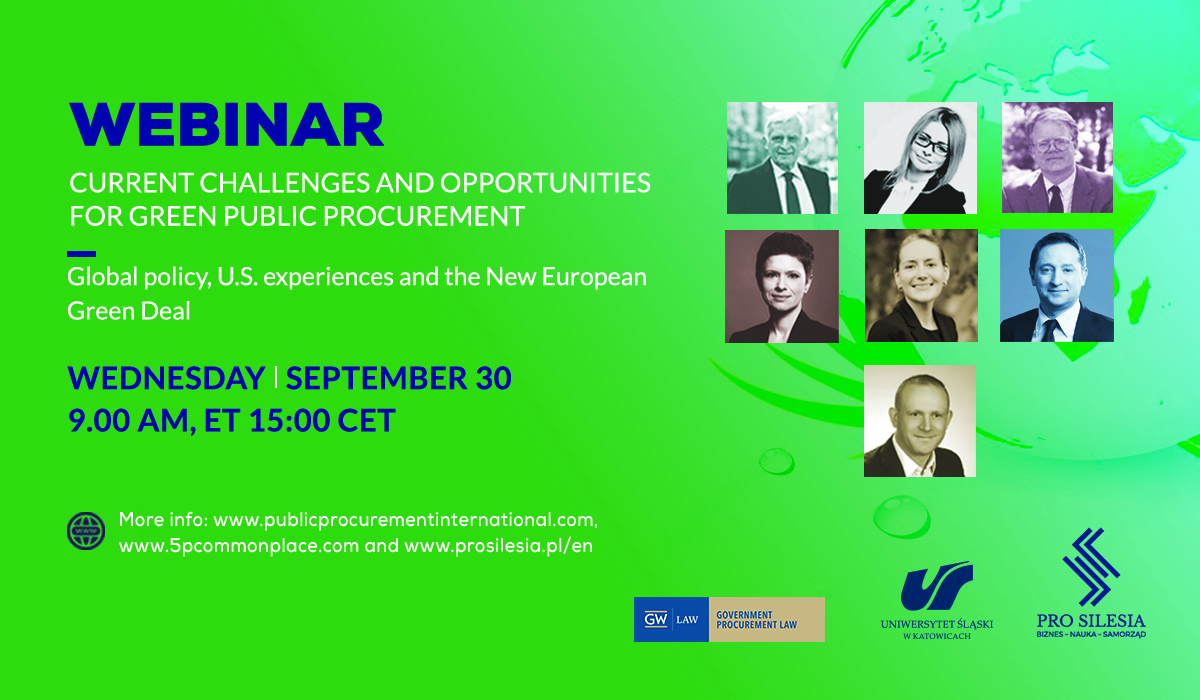 WEBINAR
CURRENT CHALLENGES AND OPPORTUNITIES
FOR GREEN PUBLIC PROCUREMENT
Global policy, U.S. experiences and the New European
Green Deal
WEDNESDAY | SEPTEMBER 30
9.00 AM, ET 15:00 CET
WWW
More info: www.publicprocurementinternational.com,
www.5pcommonplace.com and www.prosilesia.pl/en
GW | LAW
GOVERNMENT
PROCUREMENT LAW
UNIWERSYTET ŚLĄSKI
W KATOWICACH
PRO SILESIA
BIZNES – NAUKA – SAMORZĄD